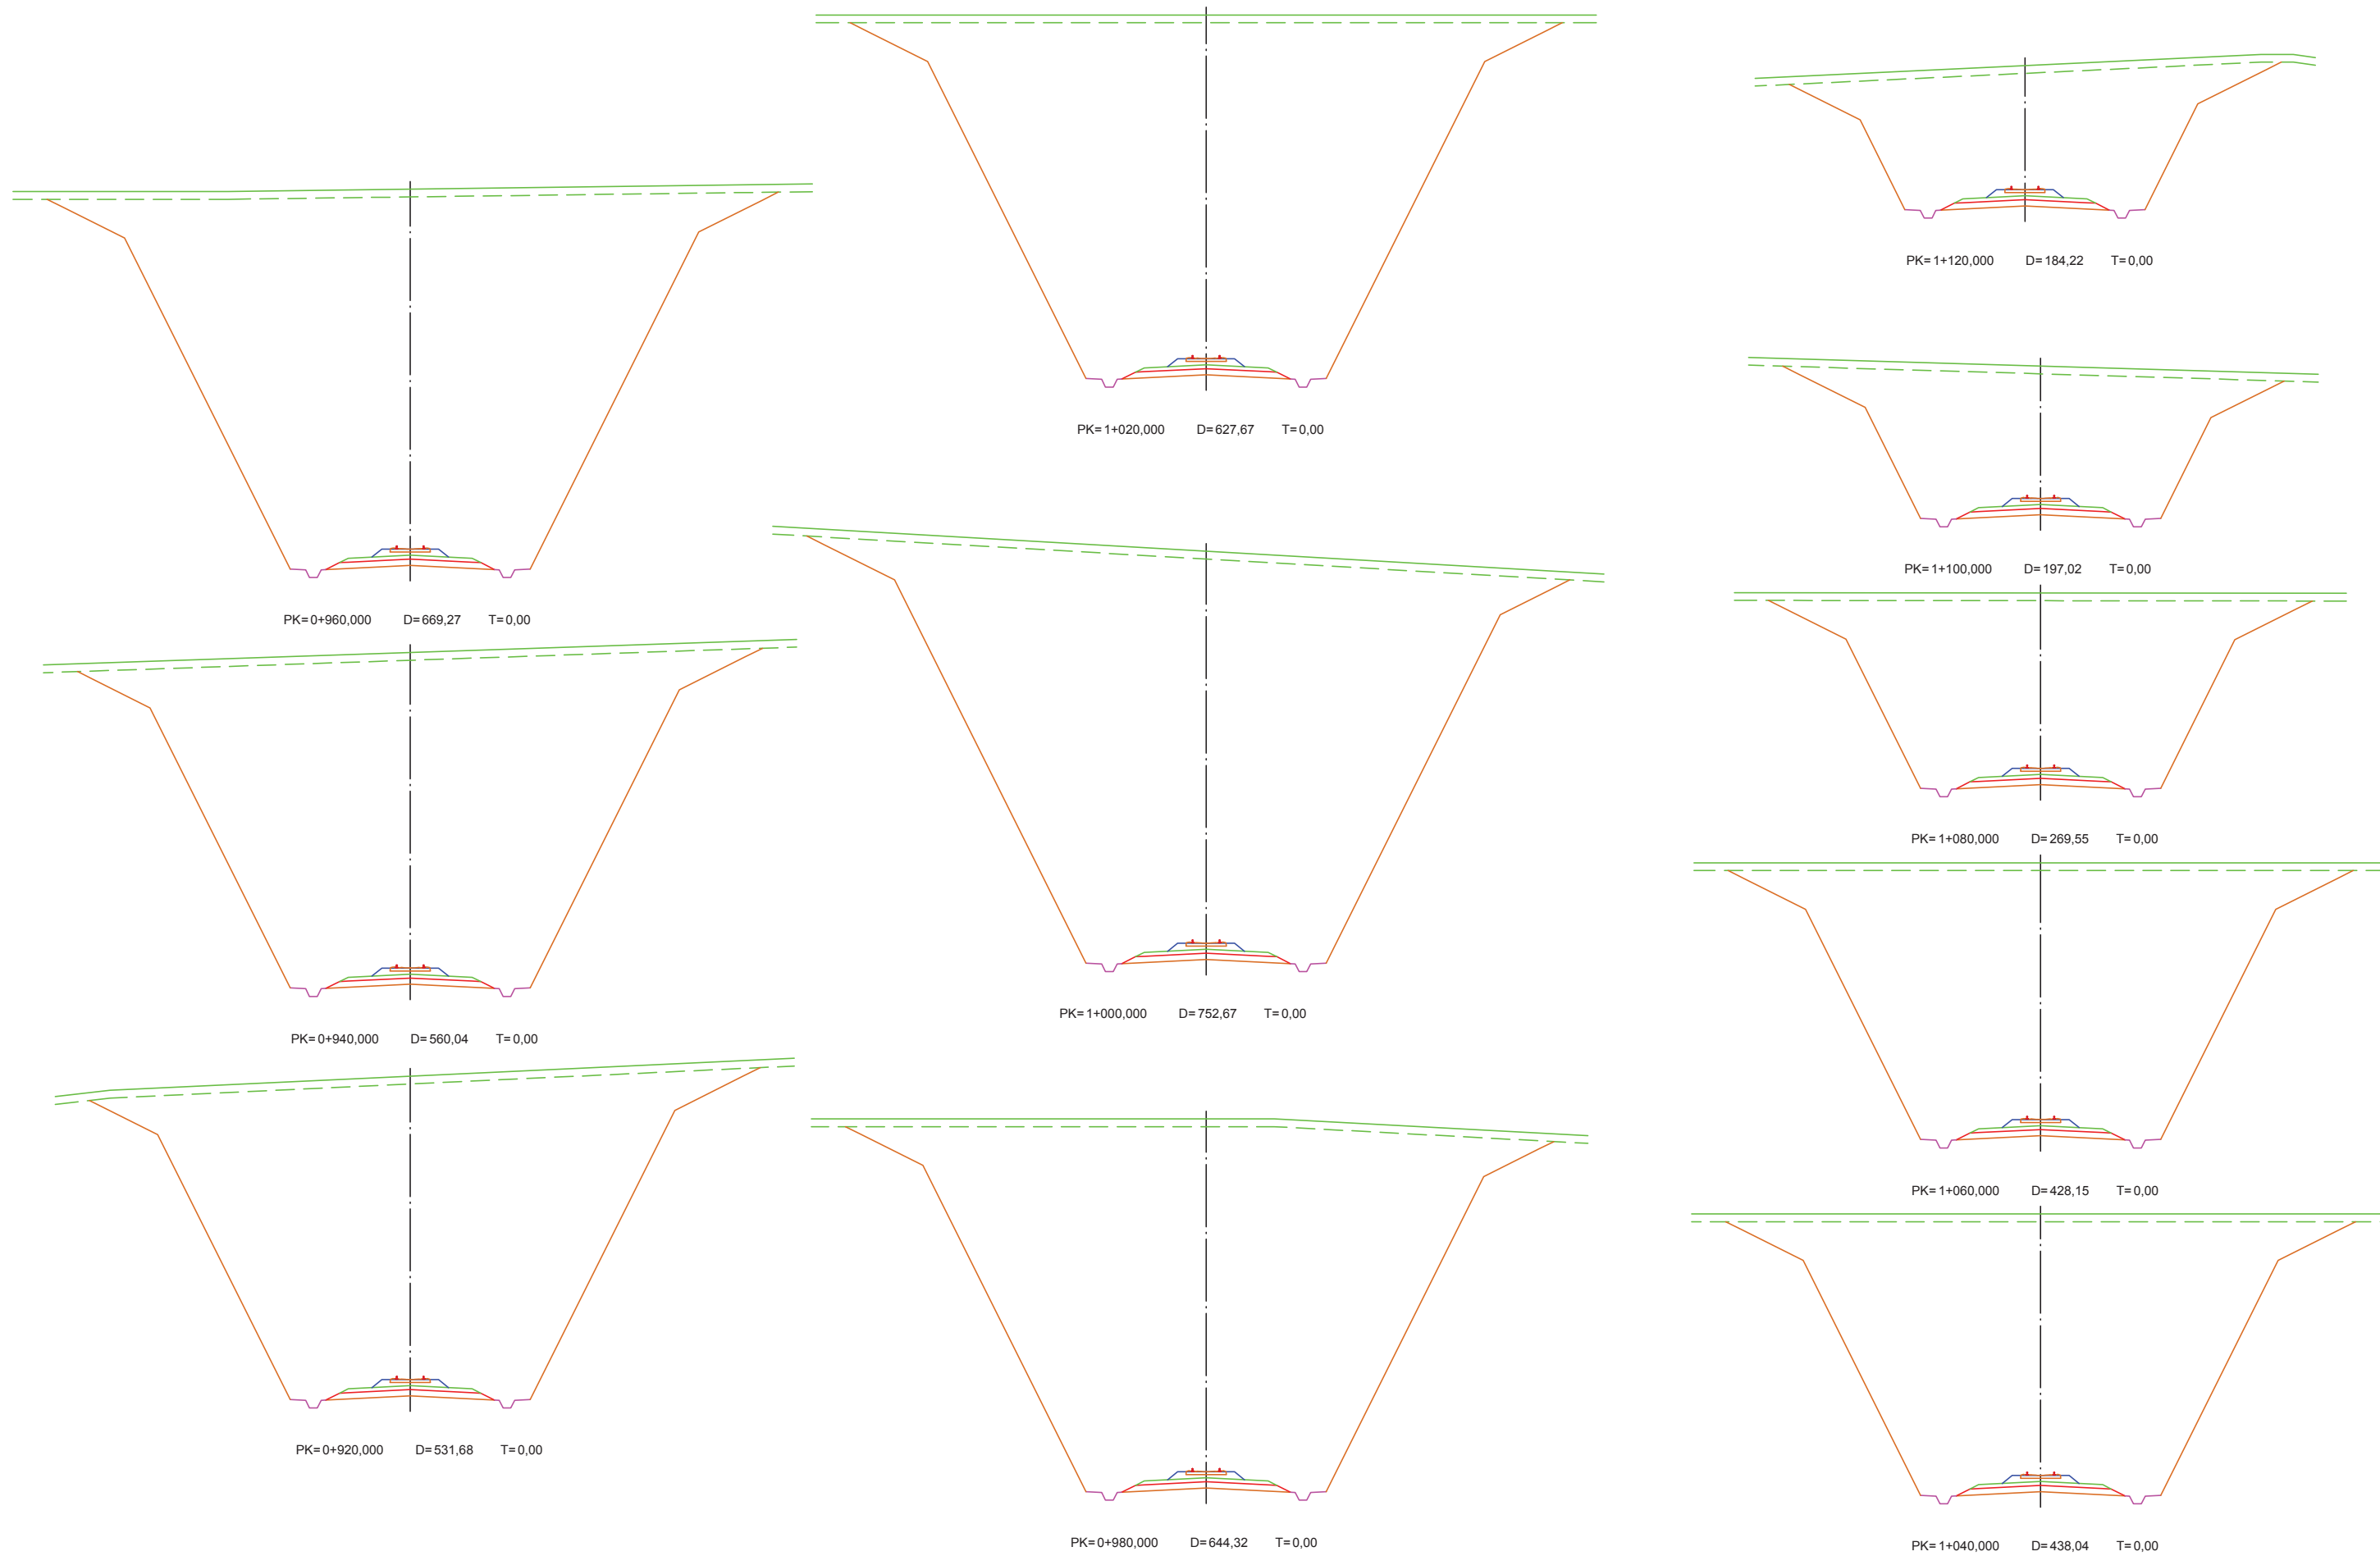 PK= 0+960,000 D= 669,27 T= 0,00
PK= 0+940,000 D= 560,04 T= 0,00
PK= 0+920,000 D= 531,68 T= 0,00
PK= 1+020,000 D= 627,67 T= 0,00
PK= 1+000,000 D= 752,67 T= 0,00
PK= 0+980,000 D= 644,32 T= 0,00
PK= 1+120,000 D= 184,22 T= 0,00
PK= 1+100,000 D= 197,02 T= 0,00
PK= 1+080,000 D= 269,55 T= 0,00
PK= 1+060,000 D= 428,15 T= 0,00
PK= 1+040,000 D= 438,04 T= 0,00